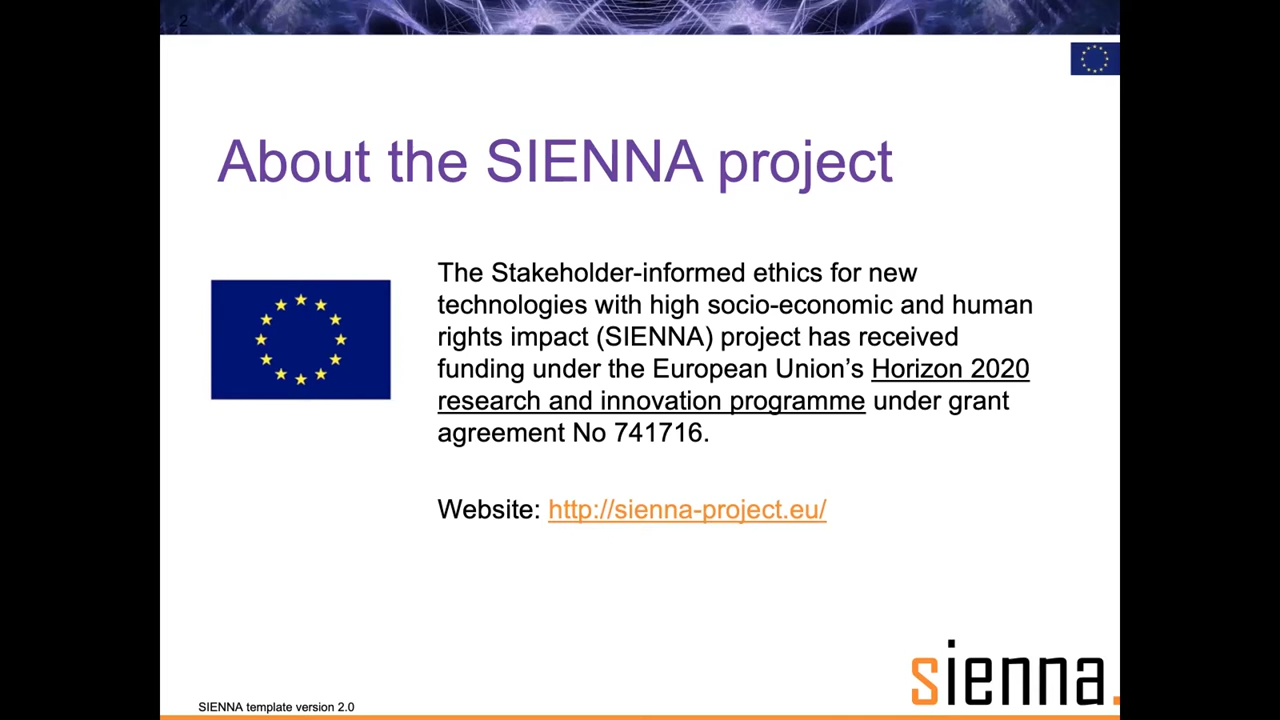 2
About the SIENNA project
The Stakeholder-informed ethics for new
technologies with high socio-economic and human
rights impact (SIENNA) project has received
funding under the European Union’s Horizon 2020
research and innovation programme under grant
agreement No 741716.
Website: http://sienna-project.eu/
sienna.
SIENNA template version 2.0